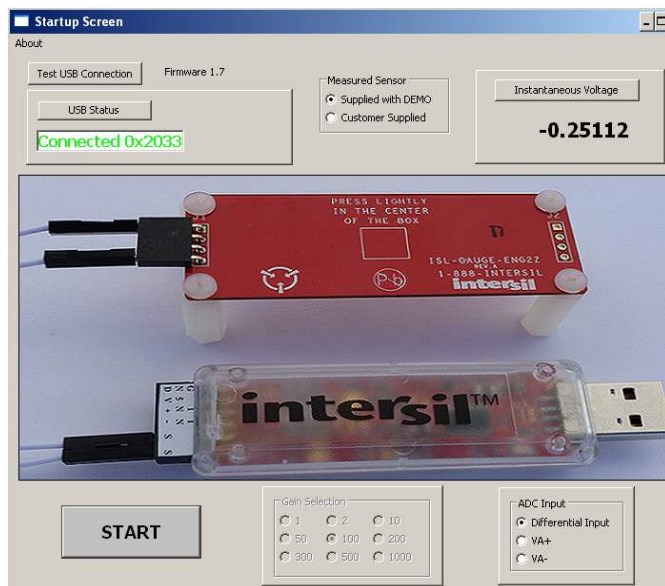 Startup Screen
About
Test USB Connection
Firmware 1.7
USB Status
Connected 0x2033
Measured Sensor
Supplied with DEMO
Customer Supplied
Instantaneous Voltage
-0.25112
J1
PRESS LIGHTLY
IN THE CENTER
OF THE BOX
J2
ISL-GAUGE-ENG2Z
REV.A
1-888-INTERSIL
intersil
Pb
intersil™
START
Gain Selection
1
2
10
50
100
200
300
500
1000
ADC Input
Differential Input
VA+
VA-